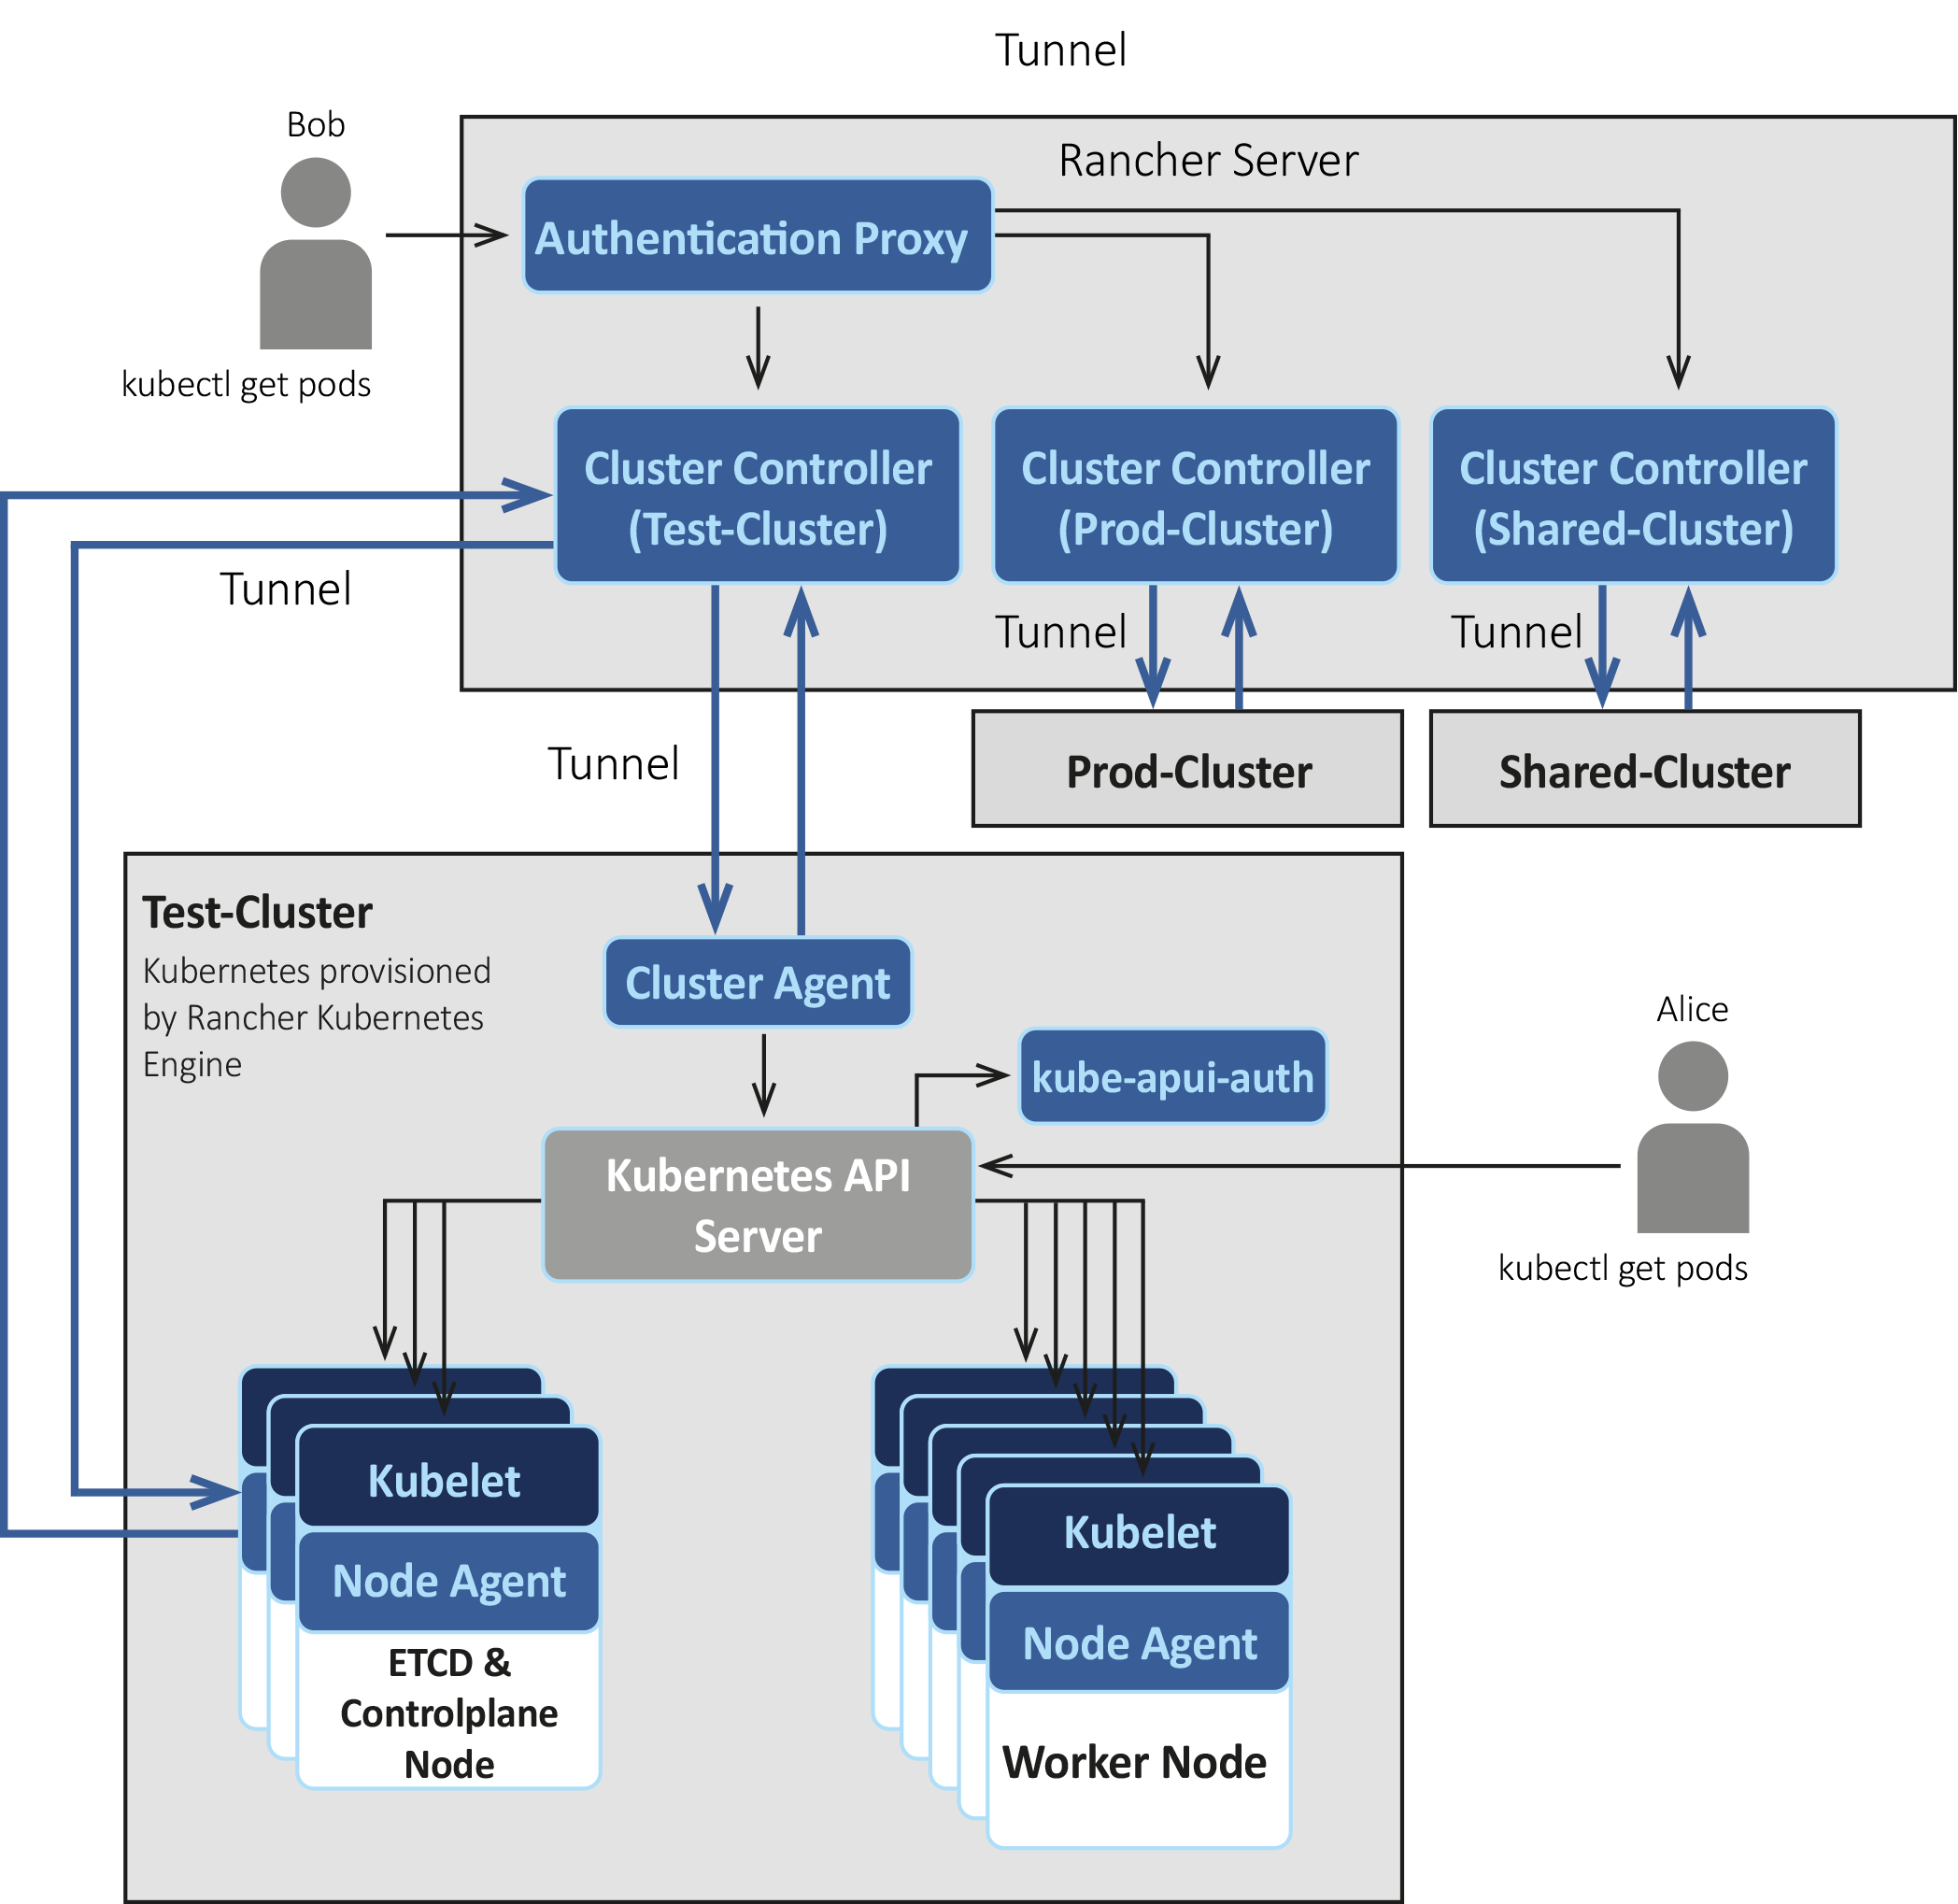 Tunnel
Bob
Rancher Server
Authentication Proxy
kubectl get pods
Cluster Controller
(Test-Cluster)
Cluster Controller
(Prod-Cluster)
Cluster Controller
(Shared-Cluster)
Tunnel
Tunnel
Tunnel
Tunnel
Prod-Cluster
Shared-Cluster
Test-Cluster
Kubernetes provisioned
by Rancher Kubernetes
Engine
Cluster Agent
kube-apui-auth
Alice
Kubernetes API
Server
kubectl get pods
Kubelet
Node Agent
ETCD &
Controlplane
Node
Kubelet
Node Agent
Worker Node